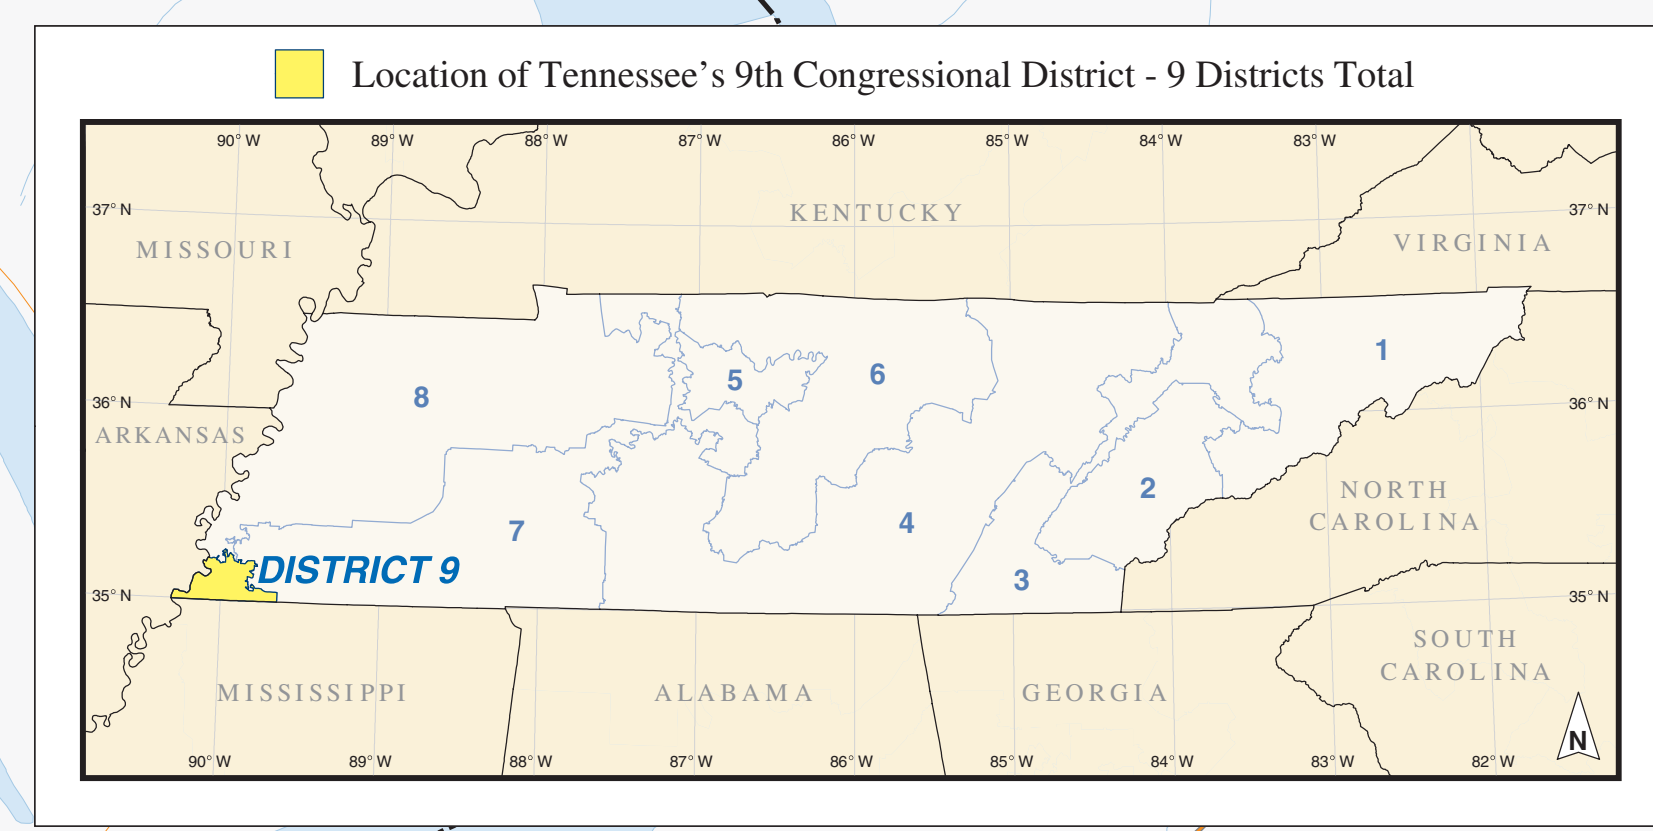 Location of Tennessee’s 9th Congressional District - 9 Districts Total
90° W 89° W 88° W 87° W 86° W 85° W 84° W 83° W
37° N 37° N
KENTUCKY
MISSOURI
VIRGINIA
1
5
6
8
36° N 36° N
ARKANSAS
2
NORTH
CAROLINA
7
4
DISTRICT 9
3
35° N 35° N
SOUTH
CAROLINA
MISSISSIPPI
ALABAMA
GEORGIA
N
90° W 89° W 88° W 87° W 86° W 85° W 84° W 83° W 82° W